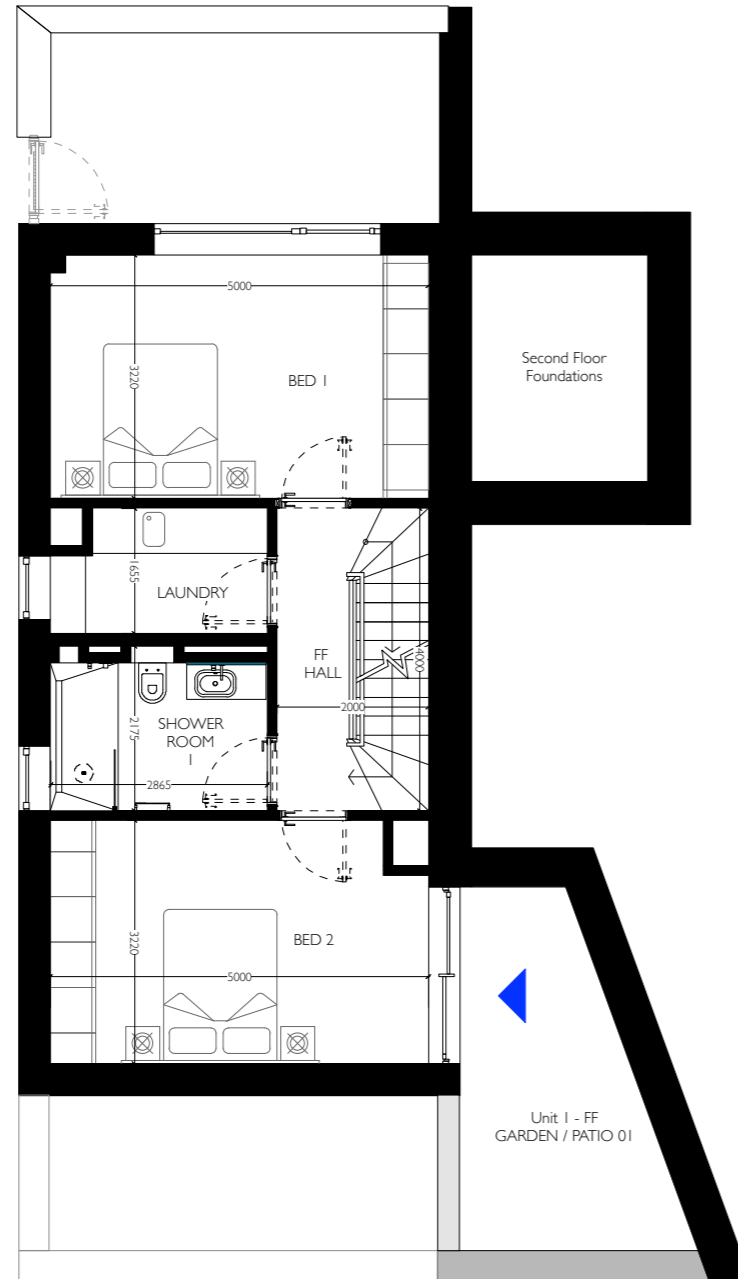 5000
3220
BED 1
Second Floor
Foundations
1655
LAUNDRY
FF
HALL
4000
2000
SHOWER
ROOM
1
2175
2865
BED 2
3220
5000
Unit 1 - FF
GARDEN / PATIO 01